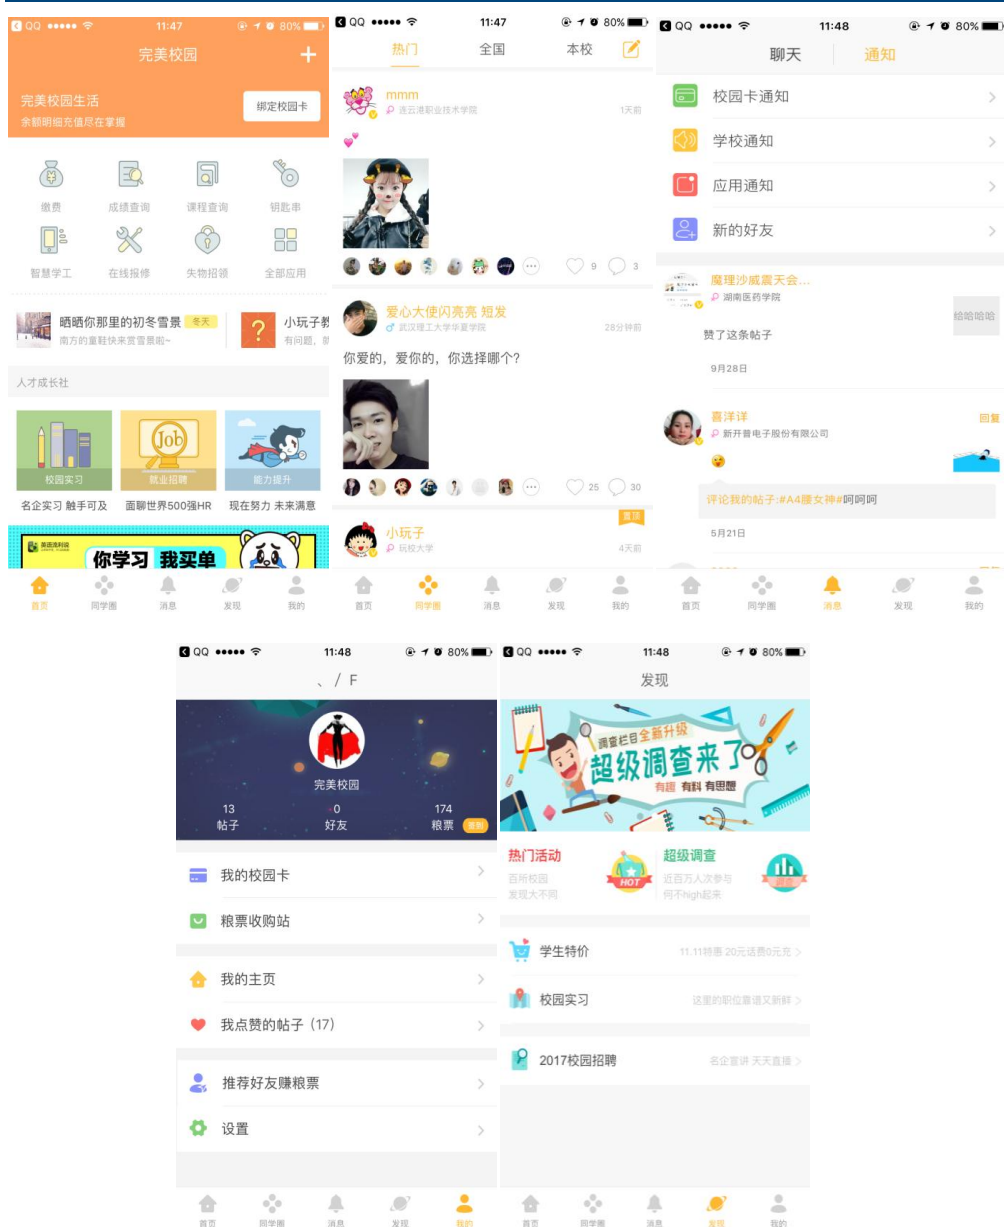 QQ 11:47 80%
完美校园
完美校园生活
余额明细充值尽在掌握
绑定校园卡
缴费 成绩查询 课程查询 钥匙串
智慧学工 在线报修 失物招领 全部应用
晒晒你那里的初冬雪景 冬天
南方的童鞋快来赏雪景啦~
? 小玩子教
有问题,
人才成长社
Job
校园实习 就业招聘 能力提升
名企实习 触手可及 面聊世界500强HR 现在努力 未来满意
英语流利说
你学习 我买单
首页 同学圈 消息 发现 我的
QQ 11:47 80%
热门 全国 本校
mmm
连云港职业技术学院 1天前
9 3
爱心大使闪亮亮 短发
武汉理工大学华夏学院 28分钟前
你爱的,爱你的,你选择哪个?
25 30
置顶
小玩子
玩校大学 4天前
首页 同学圈 消息 发现 我的
QQ 11:48 80%
聊天 通知
校园卡通知
学校通知
应用通知
新的好友
魔理沙威震天会...
湖南医药学院
哈哈哈
赞了这条帖子
9月28日
喜洋详 回复
新开普电子股份有限公司
评论我的帖子:#A4腰女神#呵呵呵
5月21日
首页 同学圈 消息 发现 我的
QQ 11:48 80%
、 / F
完美校园
13 0 174
帖子 好友 粮票 签到
我的校园卡
粮票收购站
我的主页
我点赞的帖子(17)
推荐好友赚粮票
设置
首页 同学圈 消息 发现 我的
QQ 11:48 80%
发现
调查栏目全新升级
超级调查来了
有趣 有料 有思想
热门活动
百所校园
发现大不同
HOT
超级调查
近百万人次参与
何不high起来
学生特价 11.11特惠 20元话费0元充
校园实习 这里的职位靠谱又新鲜
2017校园招聘 名企宣讲 天天直播
首页 同学圈 消息 发现 我的